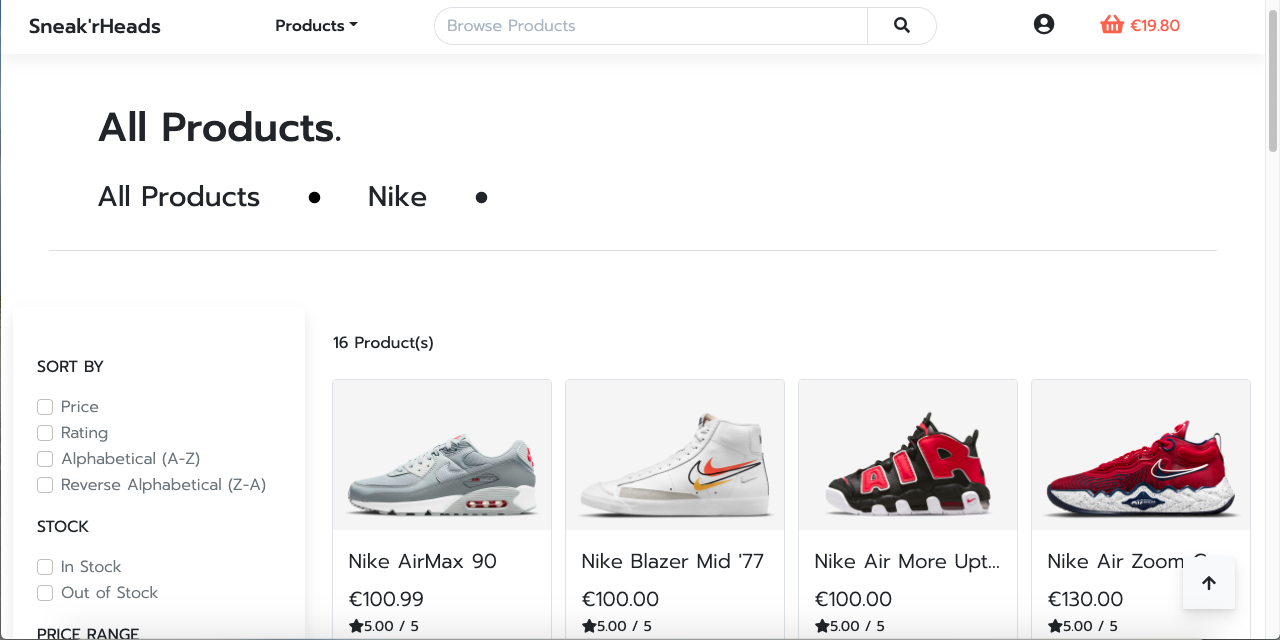 Sneak'rHeads
Products
Browse Products
€19.80
All Products.
All Products ● Nike ●
SORT BY
Price
Rating
Alphabetical (A-Z)
Reverse Alphabetical (Z-A)
STOCK
In Stock
Out of Stock
PRICE RANGE
16 Product(s)
AIR
Nike AirMax 90
€100.99
5.00 / 5
Nike Blazer Mid '77
€100.00
5.00 / 5
Nike Air More Upt...
€100.00
5.00 / 5
Nike Air Zoom
€130.00
5.00 / 5